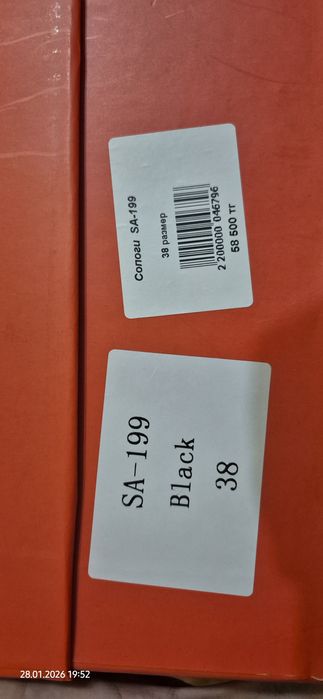 Сопоги SA-199
38 размер
2 200000 046796
58 500 тг
SA-199
Black
38
28.01.2026 19:52